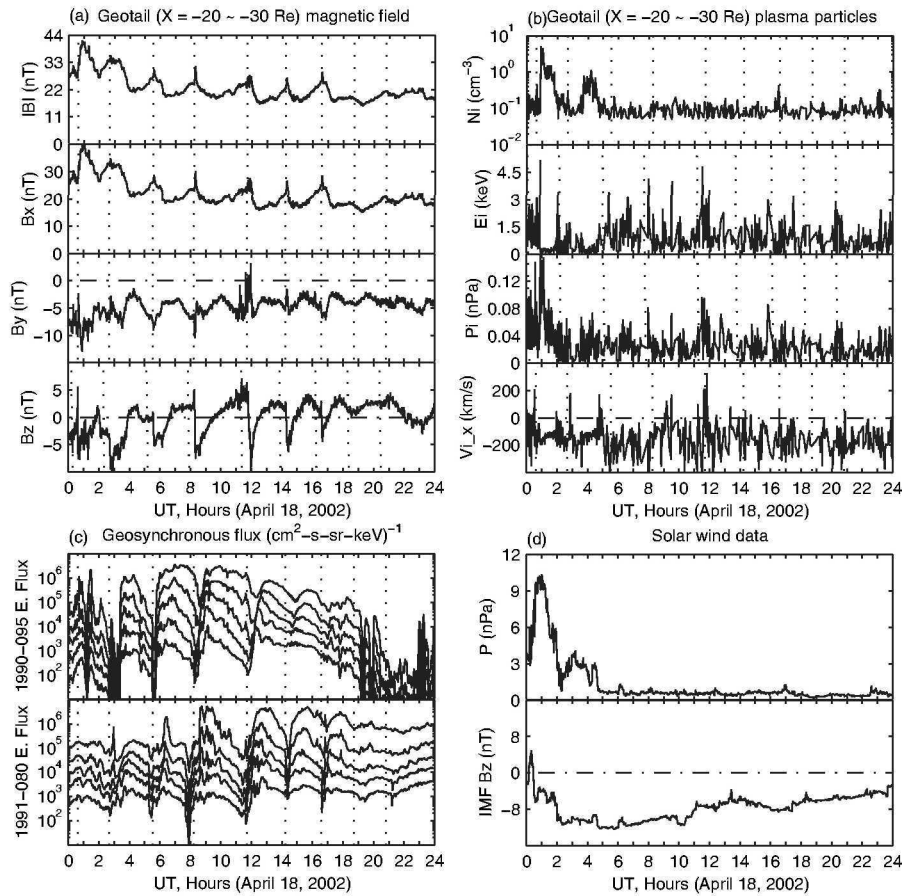 (a) Geotail (X = −20 ~ −30 Re) magnetic field
44
33
22
11
0
|B| (nT)
30
20
10
0
Bx (nT)
0
−5
−10
By (nT)
5
0
−5
Bz (nT)
0 2 4 6 8 10 12 14 16 18 20 22 24
UT, Hours (April 18, 2002)
(b) Geotail (X = −20 ~ −30 Re) plasma particles
10^1
10^0
10^−1
10^−2
Ni (cm^−3)
4.5
3
1.5
0
Ei (keV)
0.12
0.08
0.04
0
Pi (nPa)
200
0
−200
Vi_x (km/s)
0 2 4 6 8 10 12 14 16 18 20 22 24
UT, Hours (April 18, 2002)
(c) Geosynchronous flux (cm^2−s−sr−keV)^−1
10^6
10^5
10^4
10^3
10^2
1990−095 E. Flux
10^6
10^5
10^4
10^3
10^2
1991−080 E. Flux
0 2 4 6 8 10 12 14 16 18 20 22 24
UT, Hours (April 18, 2002)
(d) Solar wind data
12
9
6
3
0
P (nPa)
8
0
−8
IMF Bz (nT)
0 2 4 6 8 10 12 14 16 18 20 22 24
UT, Hours (April 18, 2002)